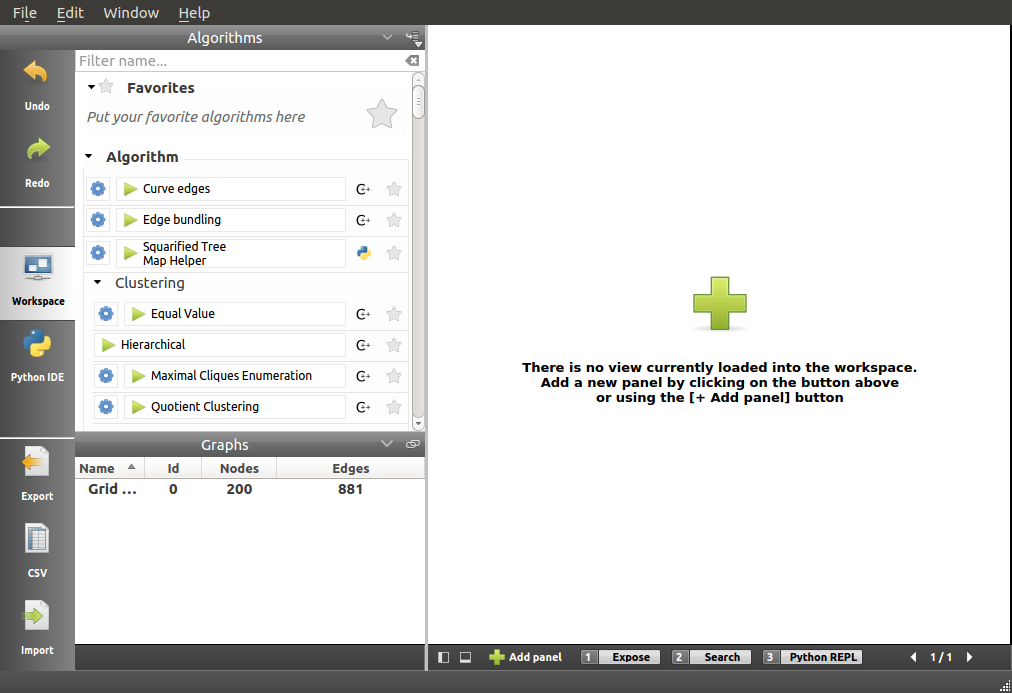 File Edit Window Help
Algorithms
Filter name...
Undo
Redo
Workspace
Python IDE
Export
CSV
Import
Favorites
Put your favorite algorithms here
Algorithm
Curve edges C+
Edge bundling C+
Squarified Tree
Map Helper
Clustering
Equal Value C+
Hierarchical C+
Maximal Cliques Enumeration C+
Quotient Clustering C+
Graphs
Name Id Nodes Edges
Grid ... 0 200 881
There is no view currently loaded into the workspace.
Add a new panel by clicking on the button above
or using the [+ Add panel] button
Add panel 1 Expose 2 Search 3 Python REPL 1 / 1